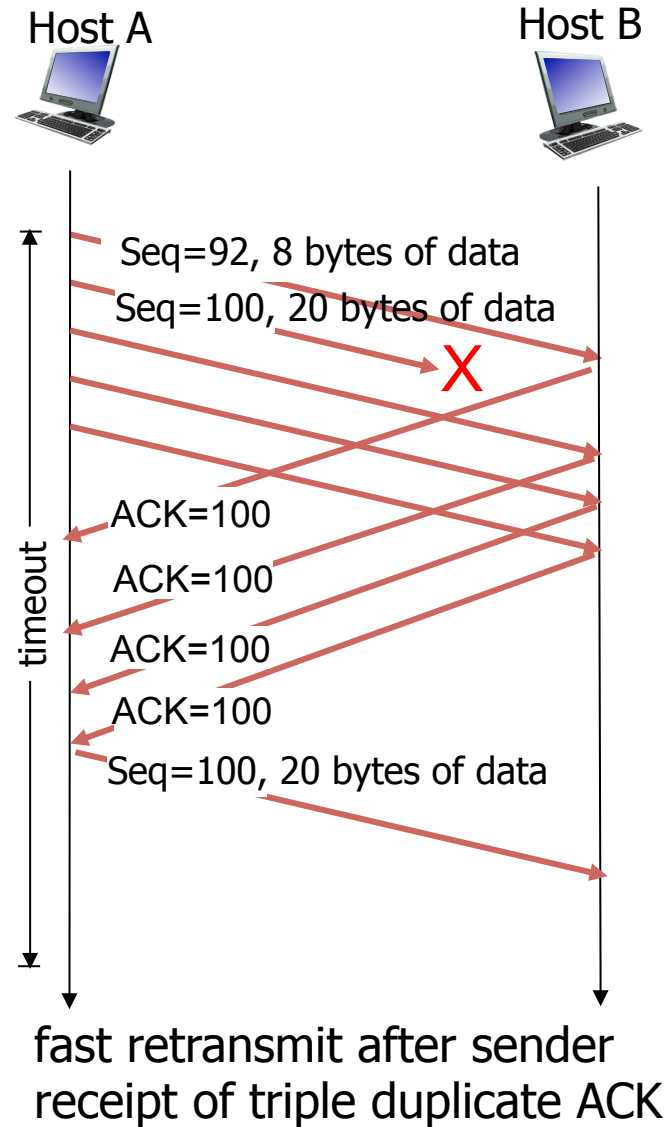 Host A
Host B
Seq=92, 8 bytes of data
Seq=100, 20 bytes of data
X
ACK=100
ACK=100
ACK=100
ACK=100
timeout
Seq=100, 20 bytes of data
fast retransmit after sender
receipt of triple duplicate ACK